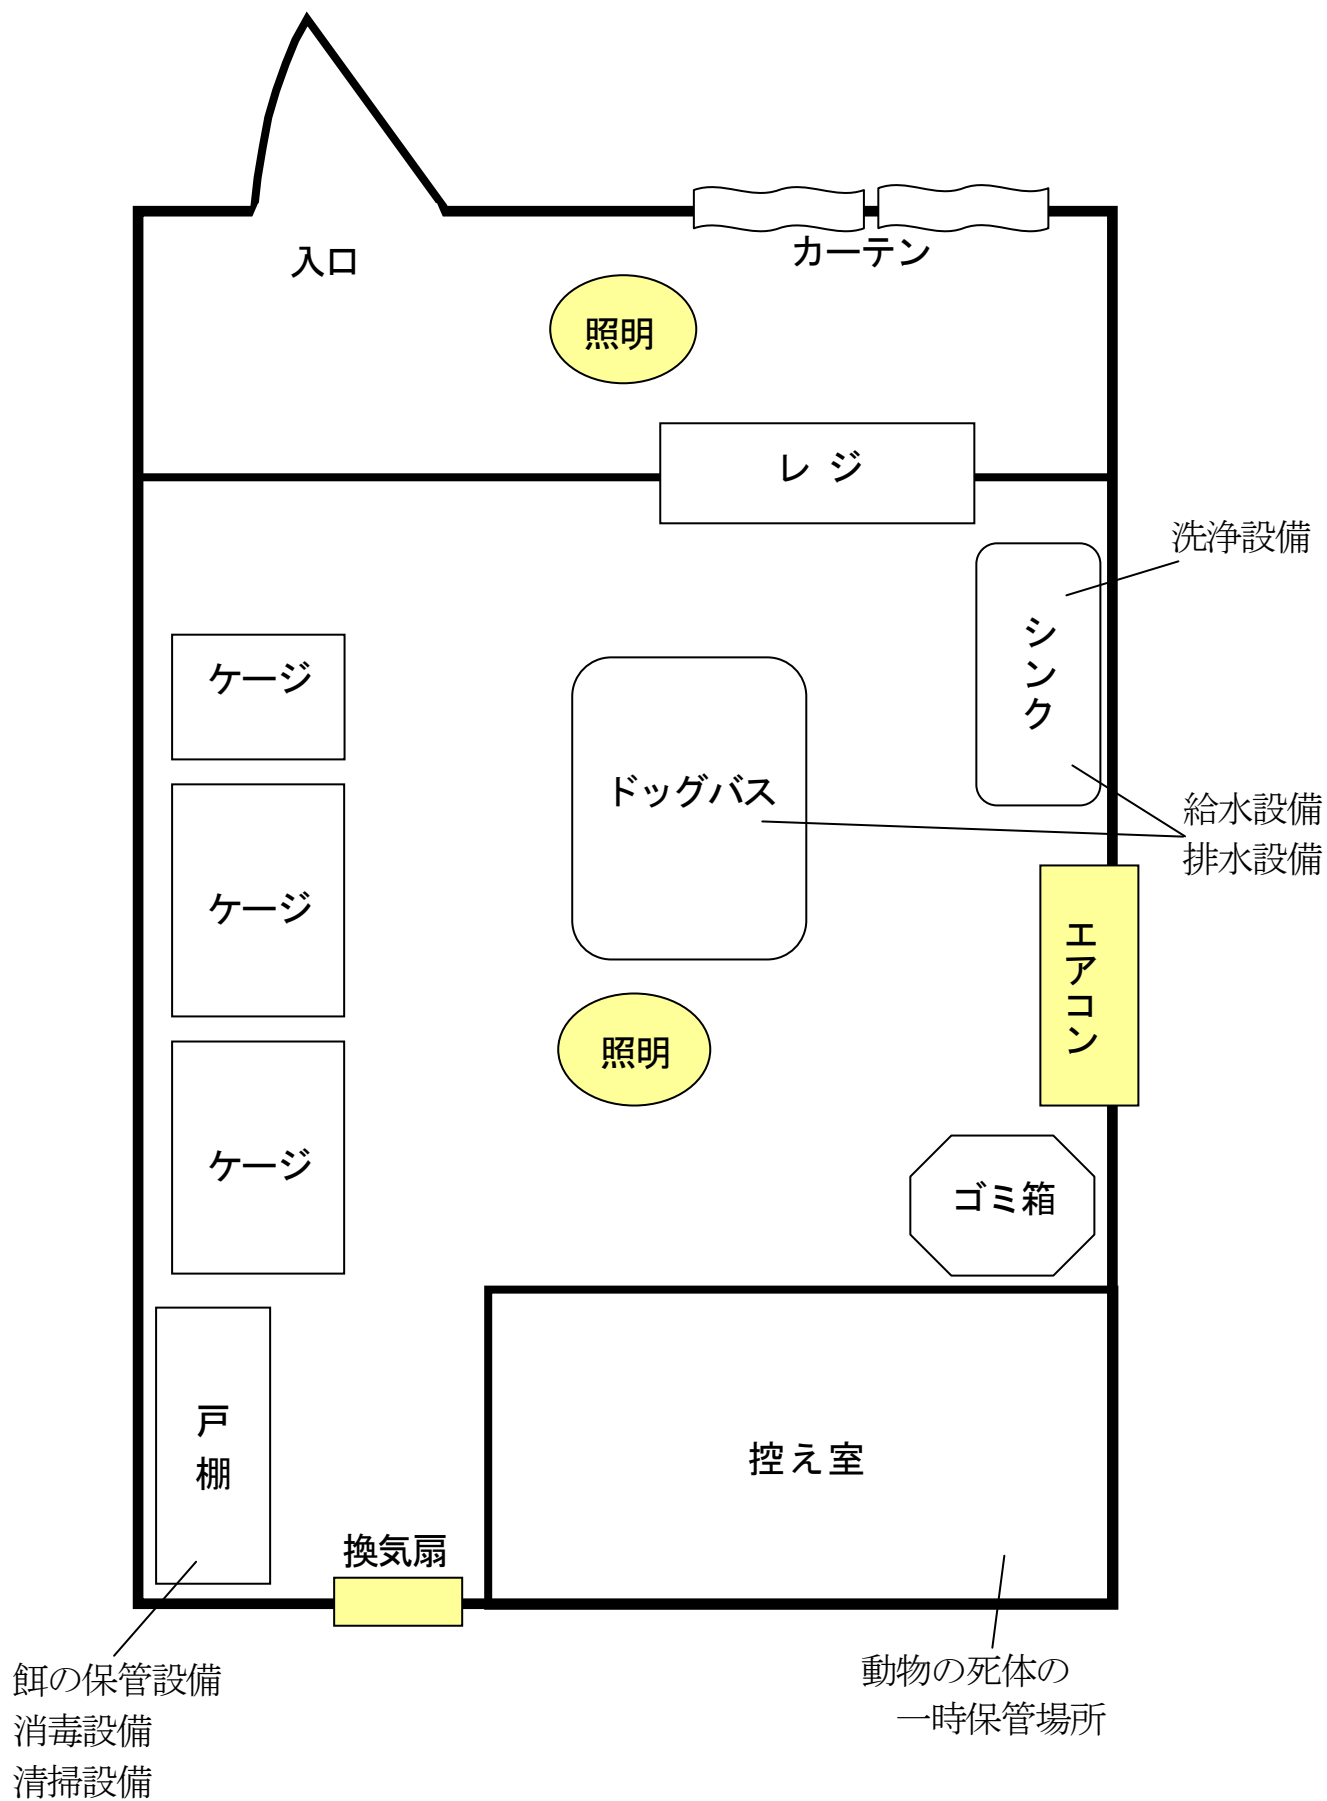 入口
カーテン
照明
レジ
洗浄設備
シンク
ケージ
ドッグバス
給水設備
排水設備
ケージ
エアコン
照明
ケージ
ゴミ箱
戸棚
控え室
換気扇
餌の保管設備
消毒設備
清掃設備
動物の死体の
一時保管場所